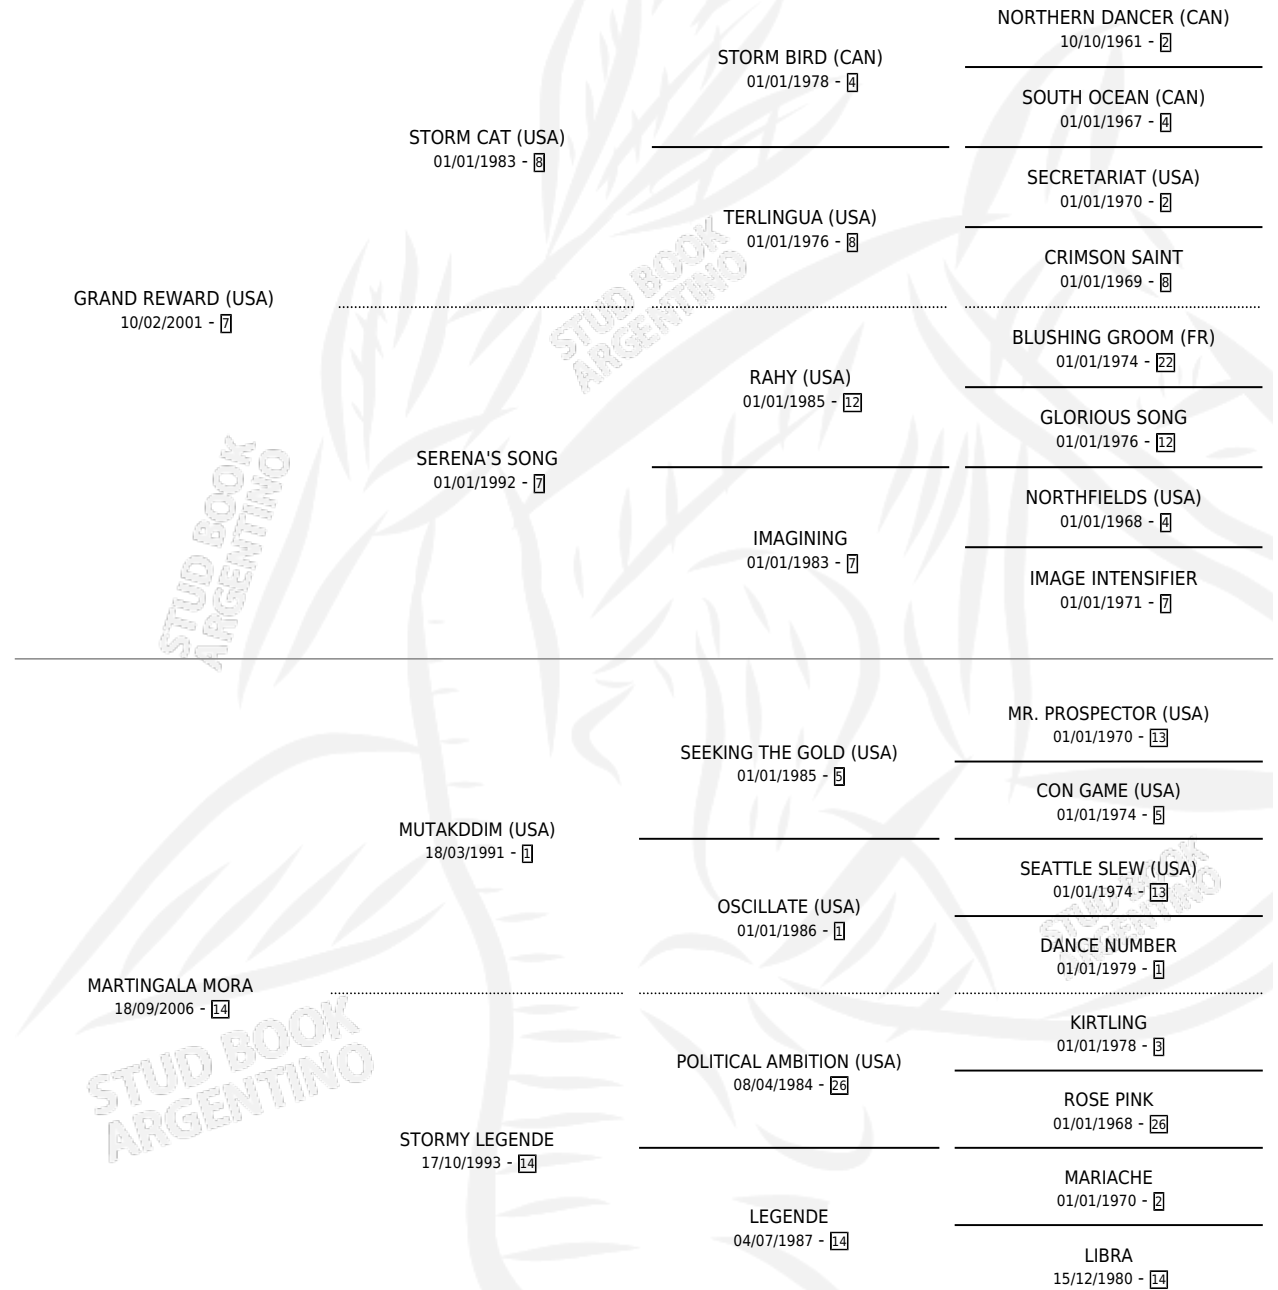 NORTHERN DANCER (CAN)
10/10/1961 - 2
STORM BIRD (CAN)
01/01/1978 - 4
SOUTH OCEAN (CAN)
01/01/1967 - 4
STORM CAT (USA)
01/01/1983 - 8
SECRETARIAT (USA)
01/01/1970 - 2
TERLINGUA (USA)
01/01/1976 - 8
CRIMSON SAINT
01/01/1969 - 8
GRAND REWARD (USA)
10/02/2001 - 7
STUD BOOK
ARGENTINO
BLUSHING GROOM (FR)
01/01/1974 - 22
RAHY (USA)
01/01/1985 - 12
GLORIOUS SONG
01/01/1976 - 12
SERENA'S SONG
01/01/1992 - 7
NORTHFIELDS (USA)
01/01/1968 - 4
IMAGINING
01/01/1983 - 7
IMAGE INTENSIFIER
01/01/1971 - 7
STUD BOOK
ARGENTINO
MR. PROSPECTOR (USA)
01/01/1970 - 13
SEEKING THE GOLD (USA)
01/01/1985 - 5
CON GAME (USA)
01/01/1974 - 5
MUTAKDDIM (USA)
18/03/1991 - 1
SEATTLE SLEW (USA)
01/01/1974 - 13
OSCILLATE (USA)
01/01/1986 - 1
DANCE NUMBER
01/01/1979 - 1
STUD BOOK
ARGENTINO
MARTINGALA MORA
18/09/2006 - 14
STUD BOOK
ARGENTINO
KIRTLING
01/01/1978 - 3
POLITICAL AMBITION (USA)
08/04/1984 - 26
ROSE PINK
01/01/1968 - 26
STORMY LEGENDE
17/10/1993 - 14
MARIACHE
01/01/1970 - 2
LEGENDE
04/07/1987 - 14
LIBRA
15/12/1980 - 14